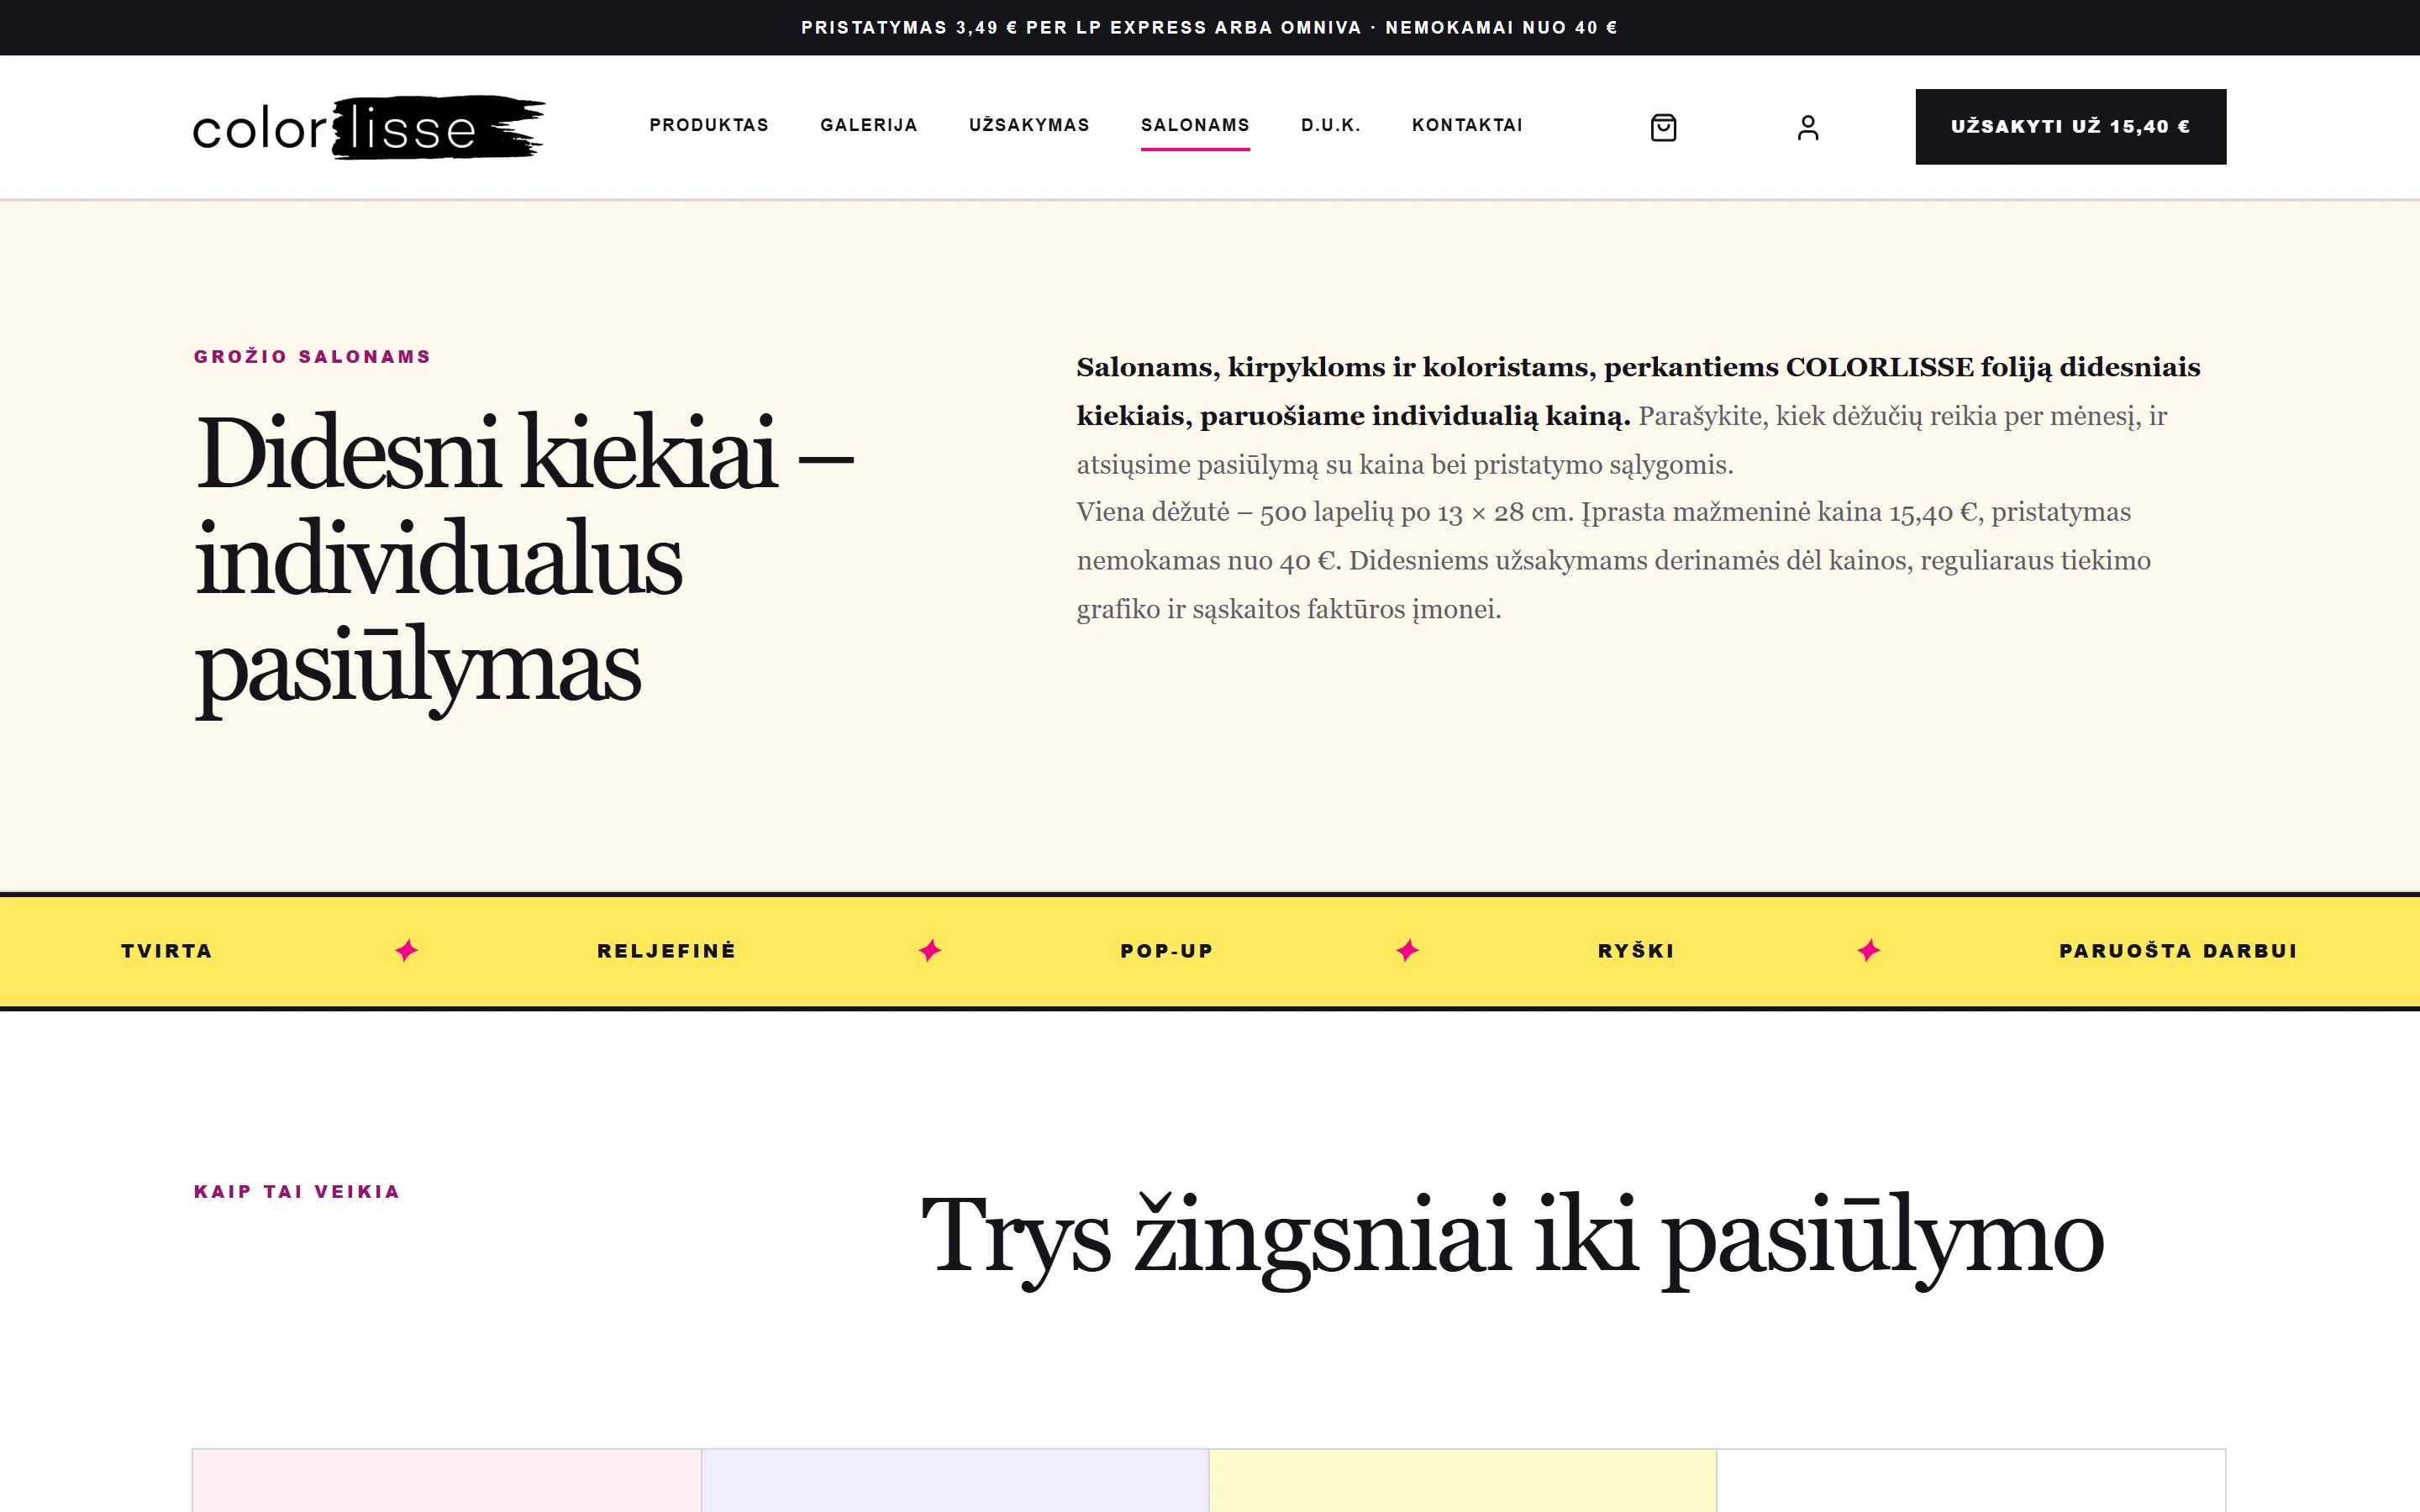 PRISTATYMAS 3,49 € PER LP EXPRESS ARBA OMNIVA · NEMOKAMAI NUO 40 €
colorlisse
PRODUKTAS GALERIJA UŽSAKYMAS SALONAMS D.U.K. KONTAKTAI
UŽSAKYTI UŽ 15,40 €
GROŽIO SALONAMS
Didesni kiekiai –
individualus
pasiūlymas
Salonams, kirpykloms ir koloristams, perkantiems COLORLISSE foliją didesniais
kiekiais, paruošiame individualią kainą. Parašykite, kiek dėžučių reikia per mėnesį, ir
atsiųsime pasiūlymą su kaina bei pristatymo sąlygomis.
Viena dėžutė – 500 lapelių po 13 × 28 cm. Įprasta mažmeninė kaina 15,40 €, pristatymas
nemokamas nuo 40 €. Didesniems užsakymams derinamės dėl kainos, reguliaraus tiekimo
grafiko ir sąskaitos faktūros įmonei.
TVIRTA RELJEFINĖ POP-UP RYŠKI PARUOŠTA DARBUI
KAIP TAI VEIKIA
Trys žingsniai iki pasiūlymo